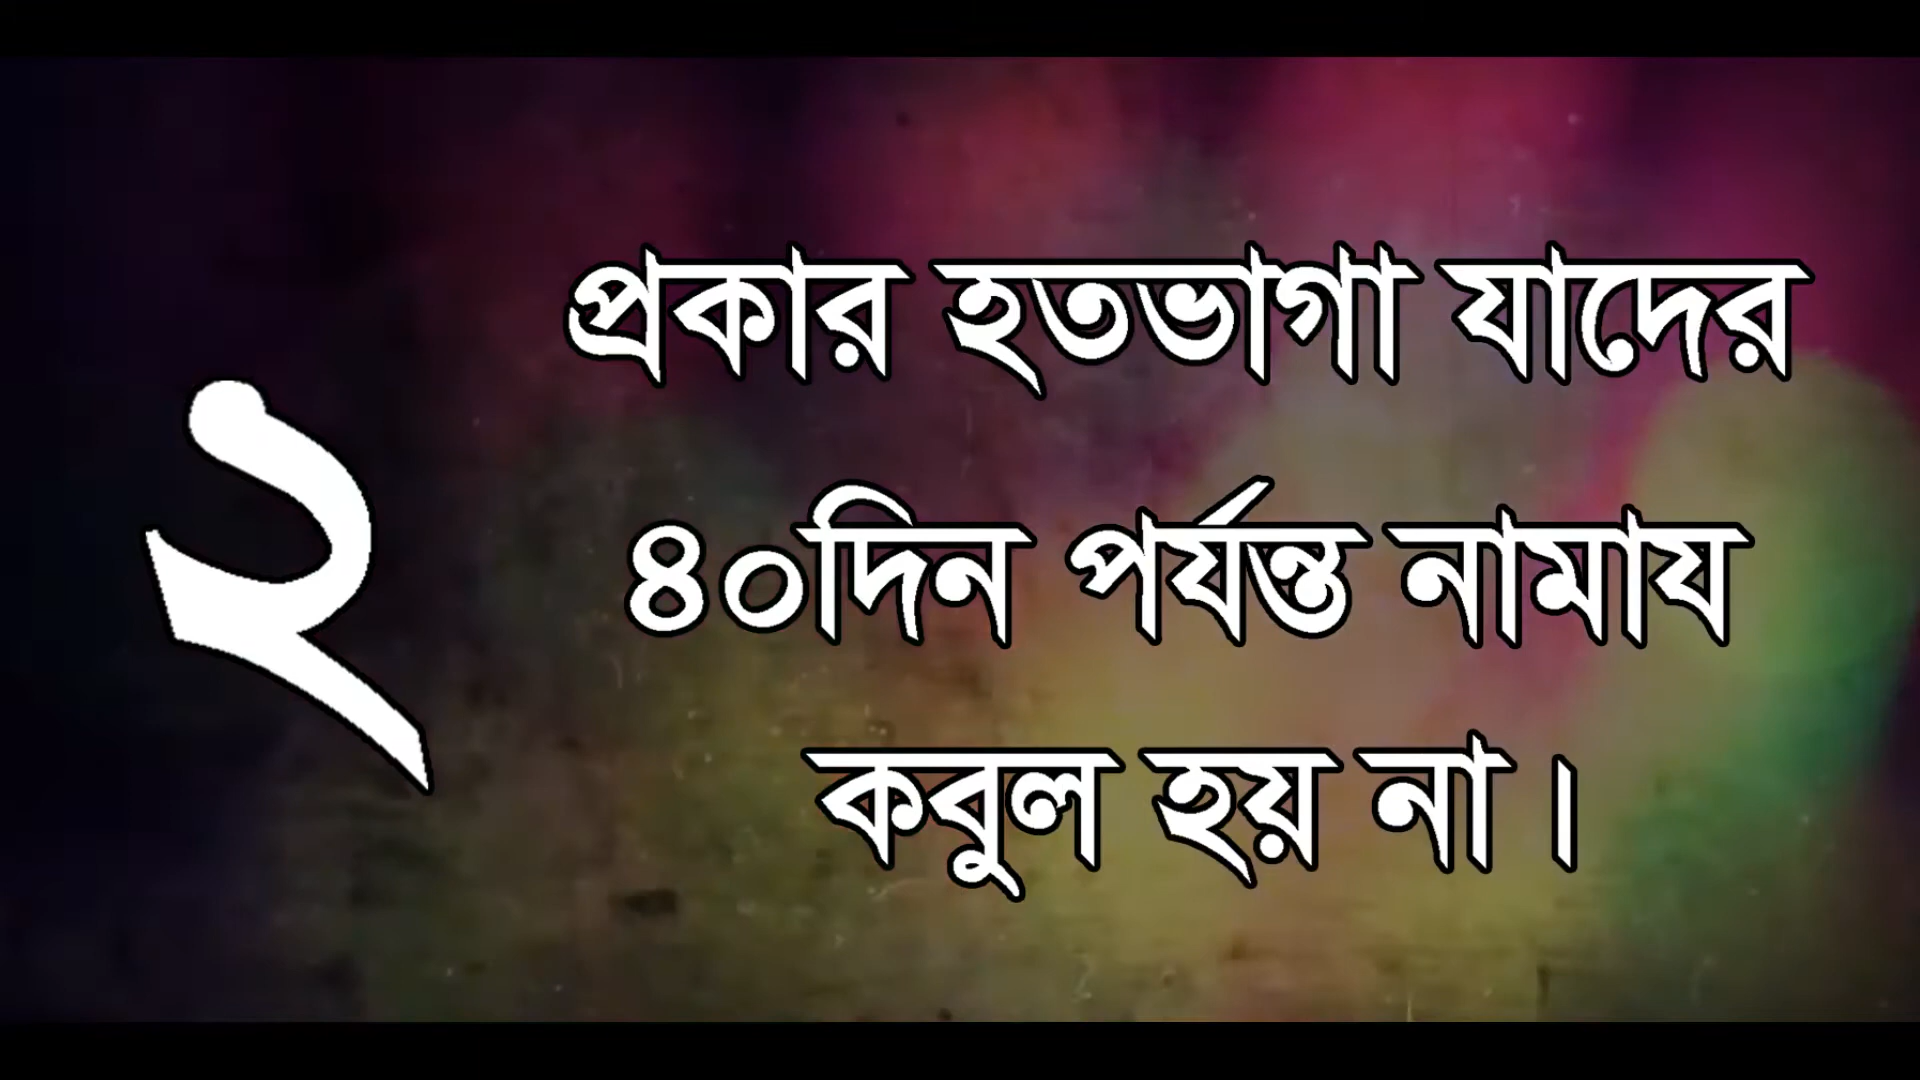 ২
প্রকার হতভাগা যাদের
৪০দিন পর্যন্ত নামায
কবুল হয় না।